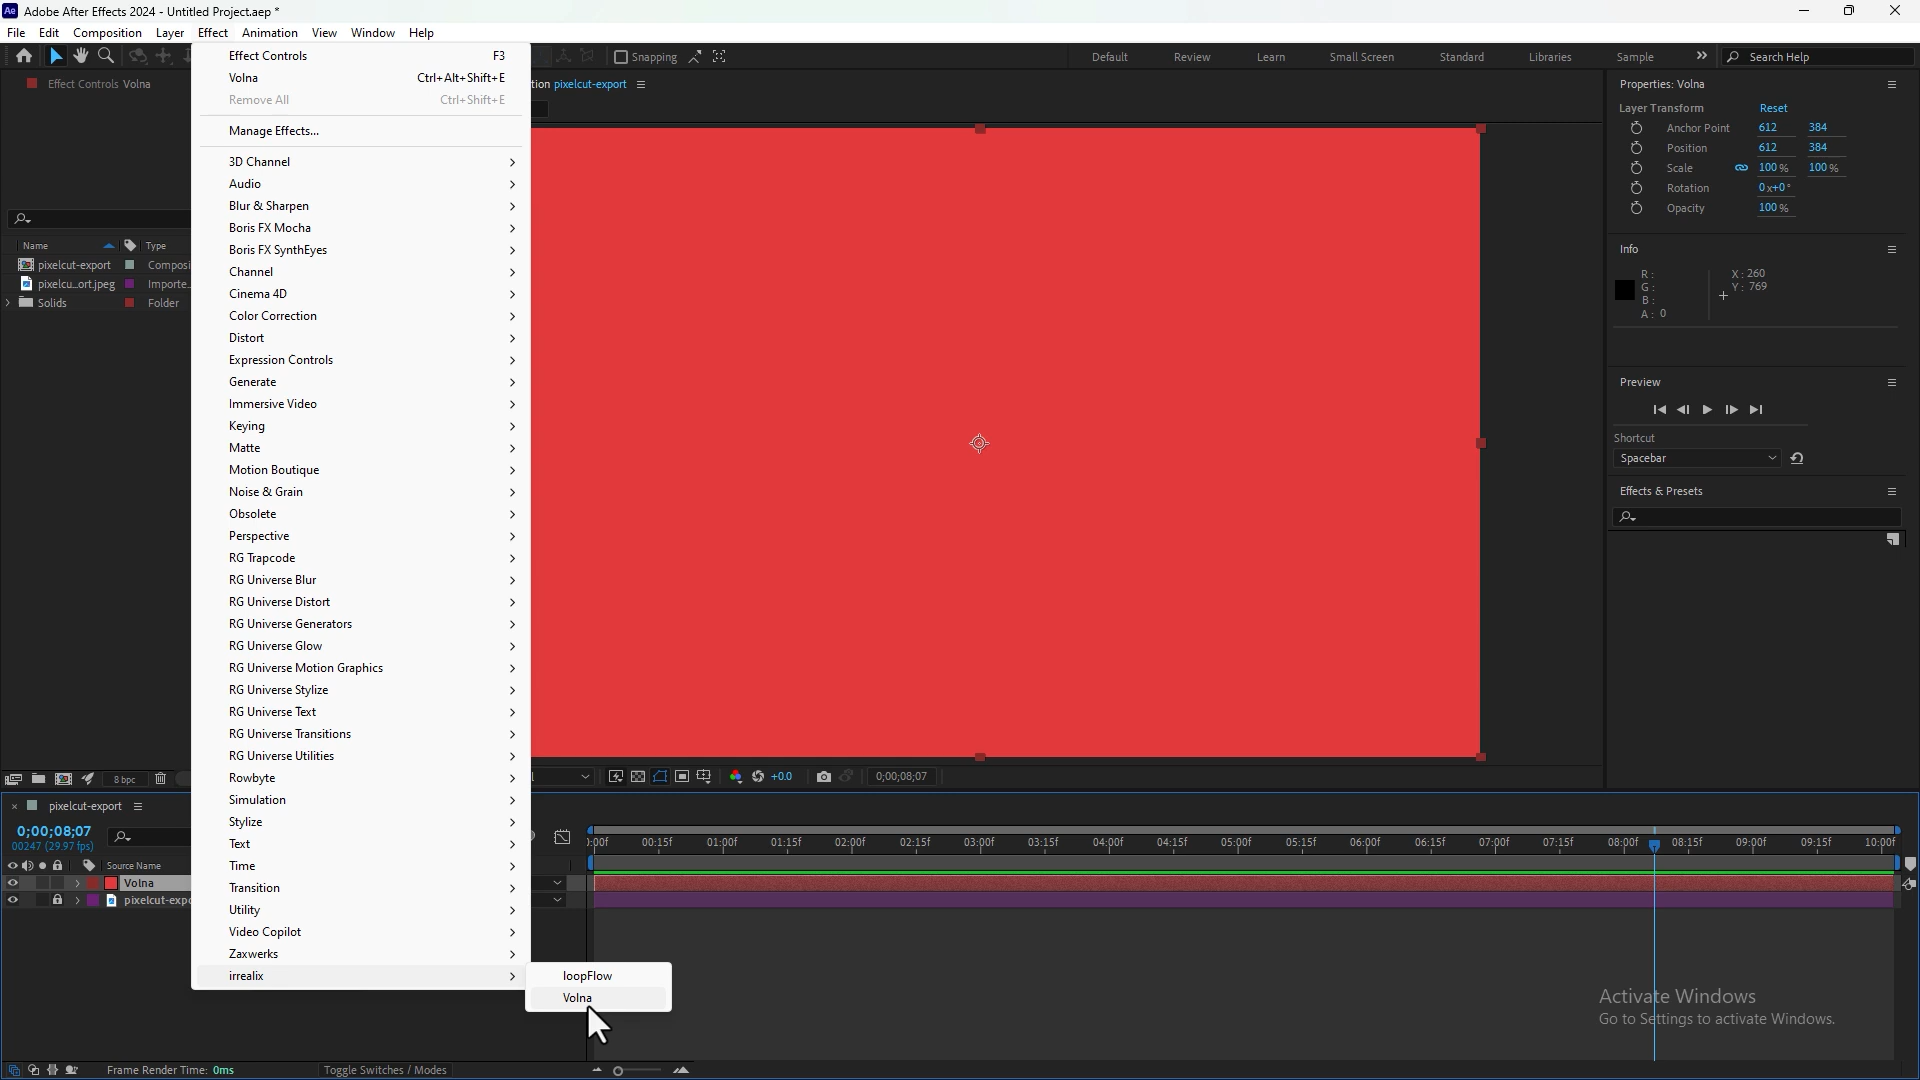 Ae Adobe After Effects 2024 - Untitled Project.aep *
File Edit Composition Layer Effect Animation View Window Help
Snapping Default Review Learn Small Screen Standard Libraries Sample Search Help
Effect Controls Volna
tion pixelcut-export
Name Type
pixelcut-export Composi
pixelcu...ort.jpeg Importe..
Solids Folder
8 bpc
Effect Controls F3
Volna Ctrl+Alt+Shift+E
Remove All Ctrl+Shift+E
Manage Effects...
3D Channel
Audio
Blur & Sharpen
Boris FX Mocha
Boris FX SynthEyes
Channel
Cinema 4D
Color Correction
Distort
Expression Controls
Generate
Immersive Video
Keying
Matte
Motion Boutique
Noise & Grain
Obsolete
Perspective
RG Trapcode
RG Universe Blur
RG Universe Distort
RG Universe Generators
RG Universe Glow
RG Universe Motion Graphics
RG Universe Stylize
RG Universe Text
RG Universe Transitions
RG Universe Utilities
Rowbyte
Simulation
Stylize
Text
Time
Transition
Utility
Video Copilot
Zaxwerks
irrealix
loopFlow
Volna
+0.0 0;00;08;07
Properties: Volna
Layer Transform Reset
Anchor Point 612 384
Position 612 384
Scale 100 % 100 %
Rotation 0x+0°
Opacity 100 %
Info
R: X: 260
G: Y: 769
B:
A: 0
Preview
Shortcut
Spacebar
Effects & Presets
pixelcut-export
0;00;08;07
00247 (29.97 fps)
:00f 00:15f 01:00f 01:15f 02:00f 02:15f 03:00f 03:15f 04:00f 04:15f 05:00f 05:15f 06:00f 06:15f 07:00f 07:15f 08:00f 08:15f 09:00f 09:15f 10:00f
Source Name
Volna
pixelcut-expo
Activate Windows
Go to Settings to activate Windows.
Frame Render Time: 0ms Toggle Switches / Modes